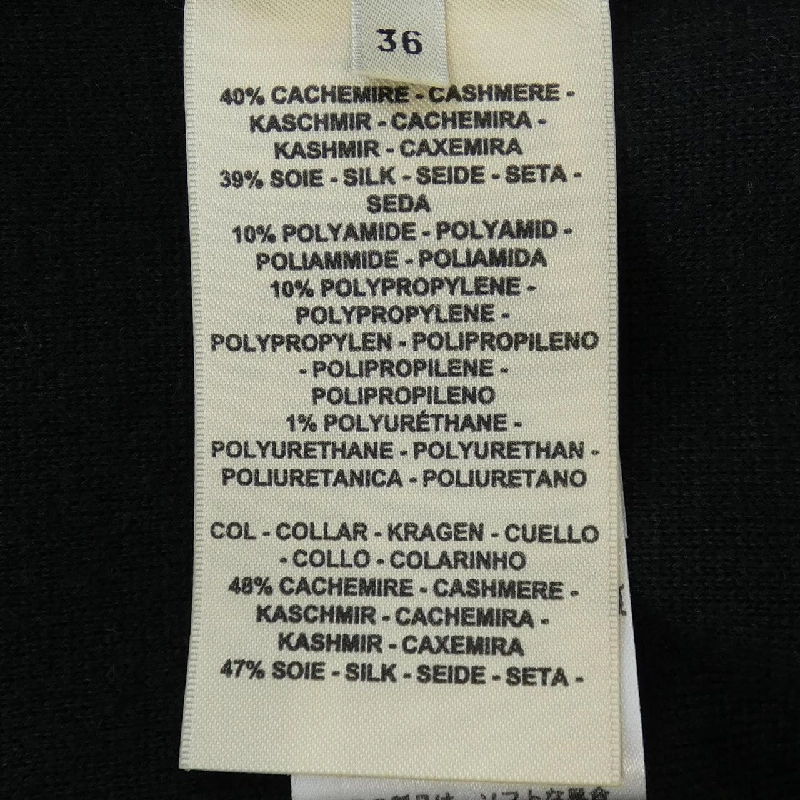 36
40% CACHEMIRE - CASHMERE -
KASCHMIR - CACHEMIRA -
KASHMIR - CAXEMIRA
39% SOIE - SILK - SEIDE - SETA -
SEDA
10% POLYAMIDE - POLYAMID -
POLIAMMIDE - POLIAMIDA
10% POLYPROPYLENE -
POLYPROPYLENE -
POLYPROPYLEN - POLIPROPILENO
- POLIPROPILENE -
POLIPROPILENO
1% POLYURÉTHANE -
POLYURETHANE - POLYURETHAN -
POLIURETANICA - POLIURETANO
COL - COLLAR - KRAGEN - CUELLO
- COLLO - COLARINHO
48% CACHEMIRE - CASHMERE -
KASCHMIR - CACHEMIRA -
KASHMIR - CAXEMIRA
47% SOIE - SILK - SEIDE - SETA -